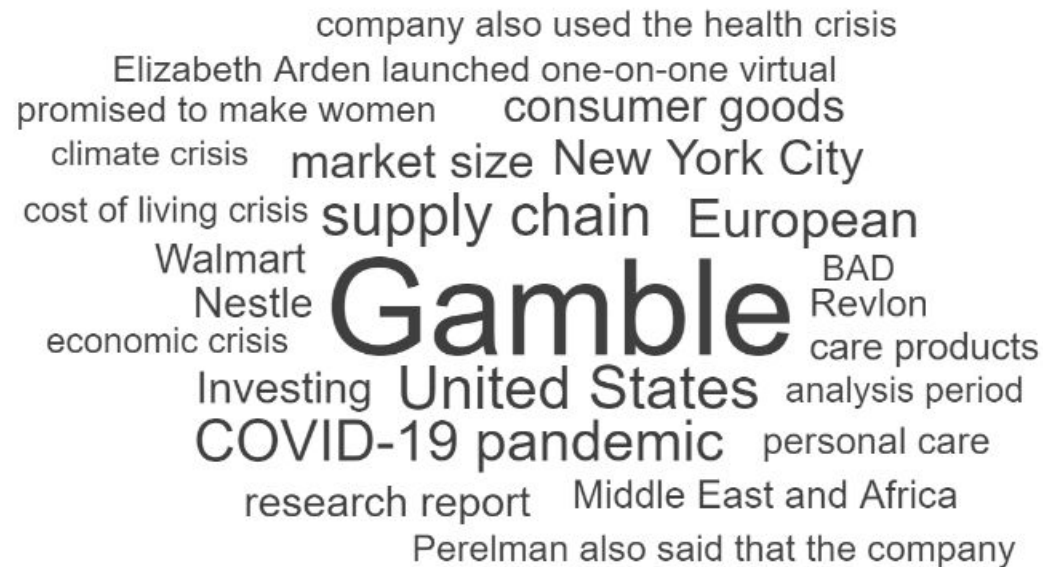 company also used the health crisis
Elizabeth Arden launched one-on-one virtual
promised to make women consumer goods
climate crisis market size New York City
cost of living crisis supply chain European
Walmart Gamble BAD
Nestle Revlon
economic crisis care products
Investing United States analysis period
COVID-19 pandemic personal care
research report Middle East and Africa
Perelman also said that the company